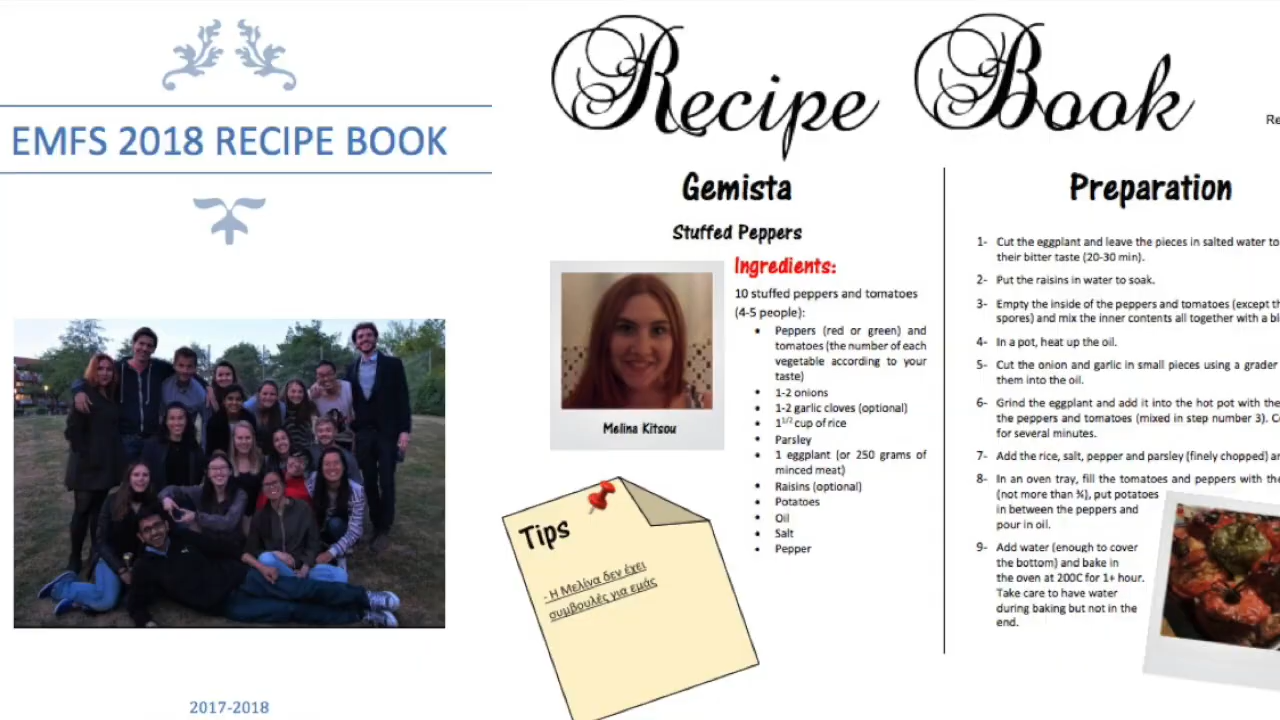 EMFS 2018 RECIPE BOOK
2017-2018
Recipe Book
Re
Gemista
Stuffed Peppers
Melina Kitsou
Ingredients:
10 stuffed peppers and tomatoes
(4-5 people):
• Peppers (red or green) and
tomatoes (the number of each
vegetable according to your
taste)
• 1-2 onions
• 1-2 garlic cloves (optional)
• 1 1/2 cup of rice
• Parsley
• 1 eggplant (or 250 grams of
minced meat)
• Raisins (optional)
• Potatoes
• Oil
• Salt
• Pepper
Tips
- Η Μελίνα δεν έχει
συμβουλές για εμάς
Preparation
1- Cut the eggplant and leave the pieces in salted water to
their bitter taste (20-30 min).
2- Put the raisins in water to soak.
3- Empty the inside of the peppers and tomatoes (except th
spores) and mix the inner contents all together with a bl
4- In a pot, heat up the oil.
5- Cut the onion and garlic in small pieces using a grader
them into the oil.
6- Grind the eggplant and add it into the hot pot with the
the peppers and tomatoes (mixed in step number 3). C
for several minutes.
7- Add the rice, salt, pepper and parsley (finely chopped) a
8- In an oven tray, fill the tomatoes and peppers with the
(not more than ¾), put potatoes
in between the peppers and
pour in oil.
9- Add water (enough to cover
the bottom) and bake in
the oven at 200C for 1+ hour.
Take care to have water
during baking but not in the
end.